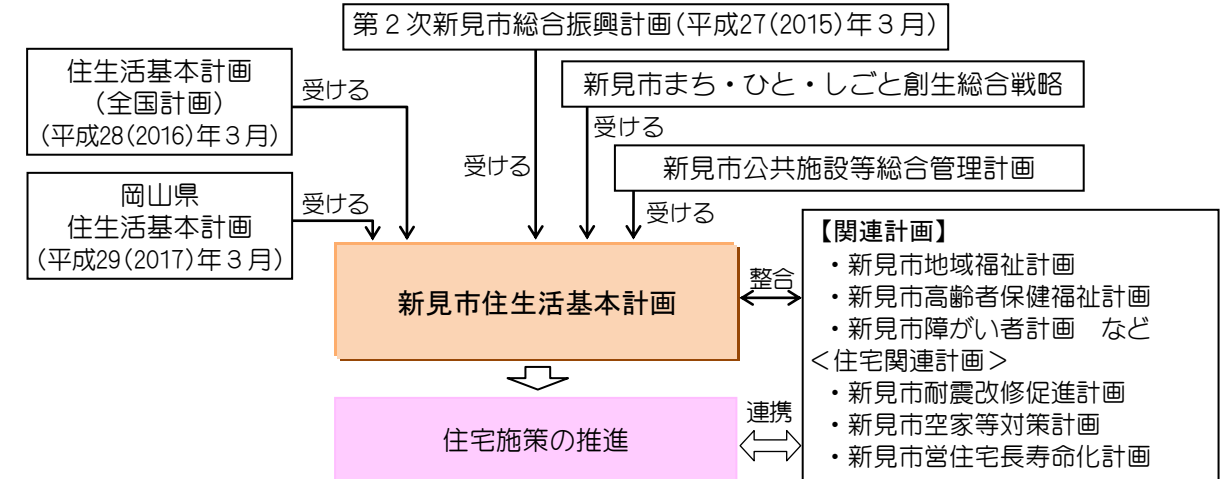 第２次新見市総合振興計画(平成27(2015)年３月)
住生活基本計画
(全国計画)
(平成28(2016)年３月)
受ける
新見市まち・ひと・しごと創生総合戦略
受ける
受ける
新見市公共施設等総合管理計画
岡山県
住生活基本計画
(平成29(2017)年３月)
受ける
受ける
新見市住生活基本計画
整合
【関連計画】
・新見市地域福祉計画
・新見市高齢者保健福祉計画
・新見市障がい者計画　など
＜住宅関連計画＞
・新見市耐震改修促進計画
・新見市空家等対策計画
・新見市営住宅長寿命化計画
住宅施策の推進
連携